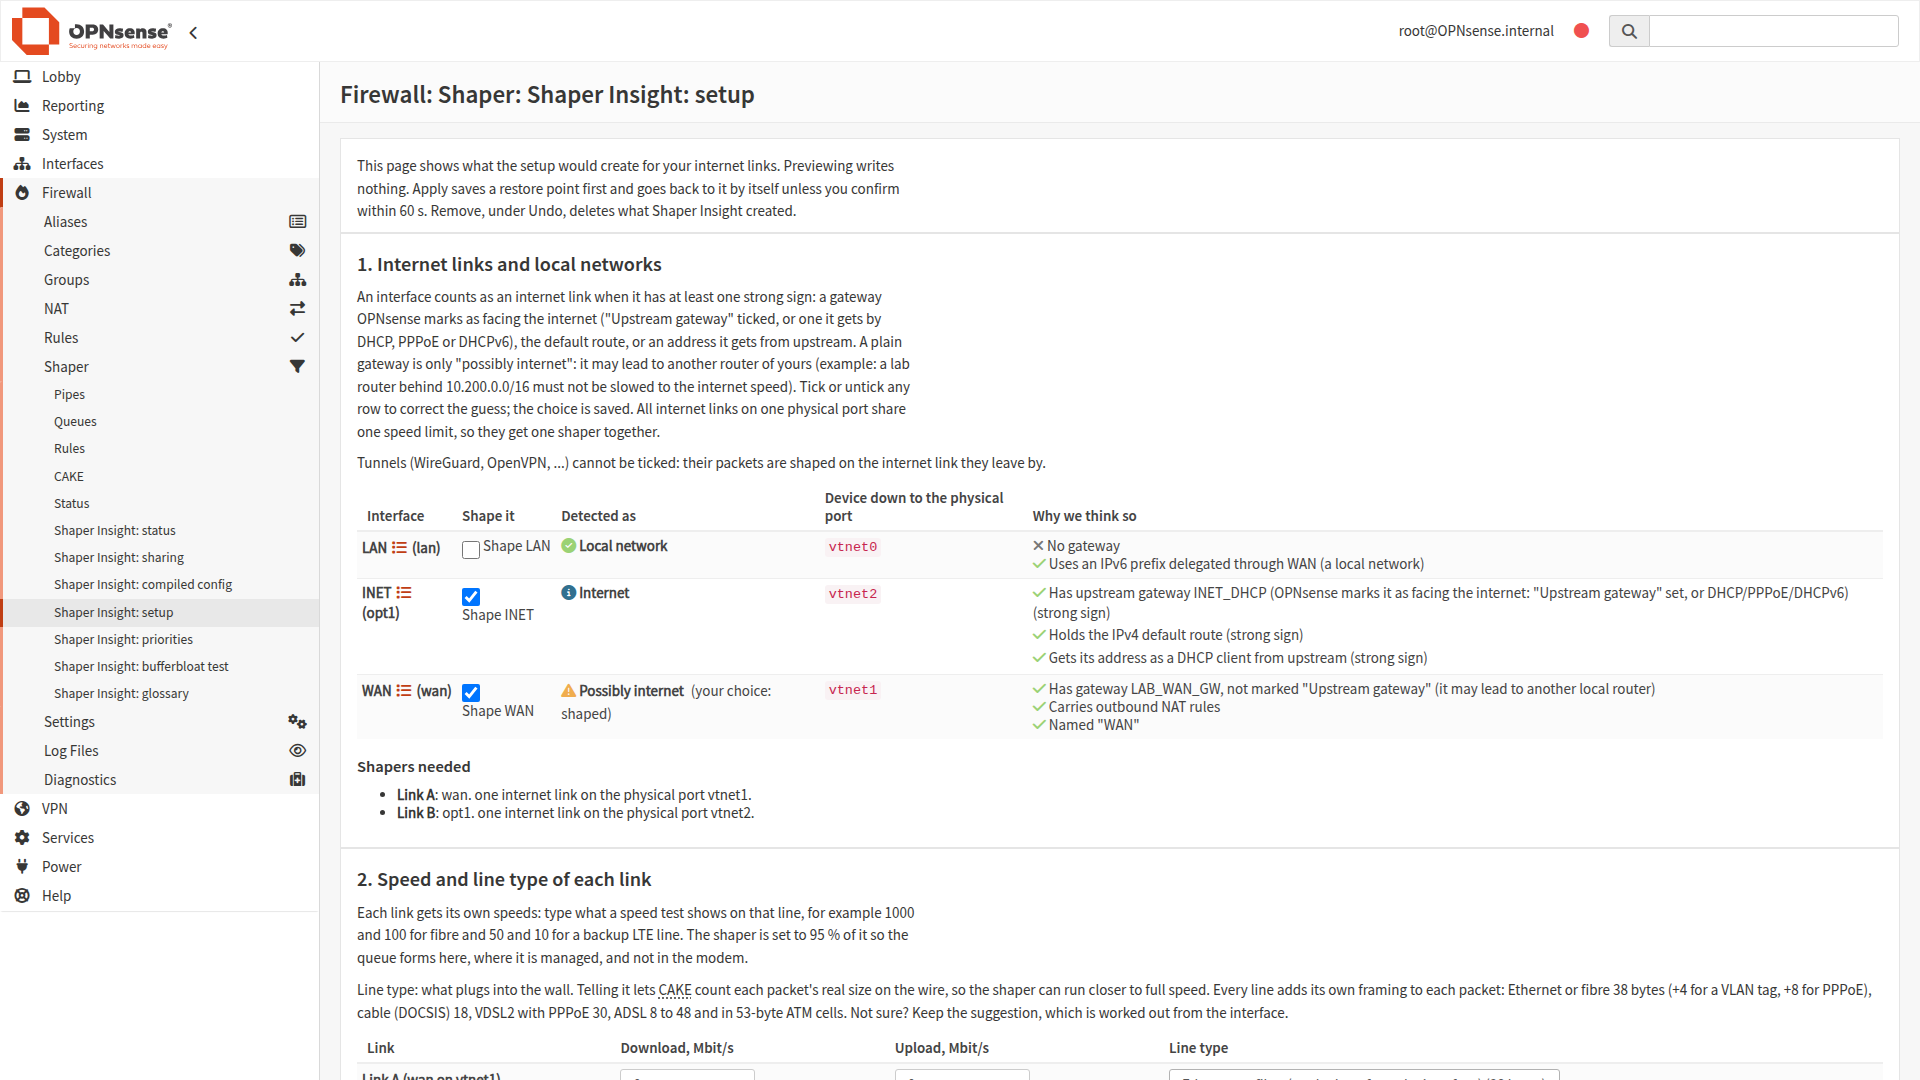 OPNsense®
Securing networks made easy
root@OPNsense.internal
Lobby
Reporting
System
Interfaces
Firewall
Aliases
Categories
Groups
NAT
Rules
Shaper
Pipes
Queues
Rules
CAKE
Status
Shaper Insight: status
Shaper Insight: sharing
Shaper Insight: compiled config
Shaper Insight: setup
Shaper Insight: priorities
Shaper Insight: bufferbloat test
Shaper Insight: glossary
Settings
Log Files
Diagnostics
VPN
Services
Power
Help
Firewall: Shaper: Shaper Insight: setup
This page shows what the setup would create for your internet links. Previewing writes
nothing. Apply saves a restore point first and goes back to it by itself unless you confirm
within 60 s. Remove, under Undo, deletes what Shaper Insight created.
1. Internet links and local networks
An interface counts as an internet link when it has at least one strong sign: a gateway
OPNsense marks as facing the internet ("Upstream gateway" ticked, or one it gets by
DHCP, PPPoE or DHCPv6), the default route, or an address it gets from upstream. A plain
gateway is only "possibly internet": it may lead to another router of yours (example: a lab
router behind 10.200.0.0/16 must not be slowed to the internet speed). Tick or untick any
row to correct the guess; the choice is saved. All internet links on one physical port share
one speed limit, so they get one shaper together.
Tunnels (WireGuard, OpenVPN, ...) cannot be ticked: their packets are shaped on the internet link they leave by.
Interface Shape it Detected as Device down to the physical port Why we think so
LAN (lan) Shape LAN Local network vtnet0 No gateway
Uses an IPv6 prefix delegated through WAN (a local network)
INET (opt1) Shape INET Internet vtnet2 Has upstream gateway INET_DHCP (OPNsense marks it as facing the internet: "Upstream gateway" set, or DHCP/PPPoE/DHCPv6)
(strong sign)
Holds the IPv4 default route (strong sign)
Gets its address as a DHCP client from upstream (strong sign)
WAN (wan) Shape WAN Possibly internet (your choice: shaped) vtnet1 Has gateway LAB_WAN_GW, not marked "Upstream gateway" (it may lead to another local router)
Carries outbound NAT rules
Named "WAN"
Shapers needed
Link A: wan. one internet link on the physical port vtnet1.
Link B: opt1. one internet link on the physical port vtnet2.
2. Speed and line type of each link
Each link gets its own speeds: type what a speed test shows on that line, for example 1000
and 100 for fibre and 50 and 10 for a backup LTE line. The shaper is set to 95 % of it so the
queue forms here, where it is managed, and not in the modem.
Line type: what plugs into the wall. Telling it lets CAKE count each packet's real size on the wire, so the shaper can run closer to full speed. Every line adds its own framing to each packet: Ethernet or fibre 38 bytes (+4 for a VLAN tag, +8 for PPPoE),
cable (DOCSIS) 18, VDSL2 with PPPoE 30, ADSL 8 to 48 and in 53-byte ATM cells. Not sure? Keep the suggestion, which is worked out from the interface.
Link Download, Mbit/s Upload, Mbit/s Line type
Link A (wan on vtnet1)